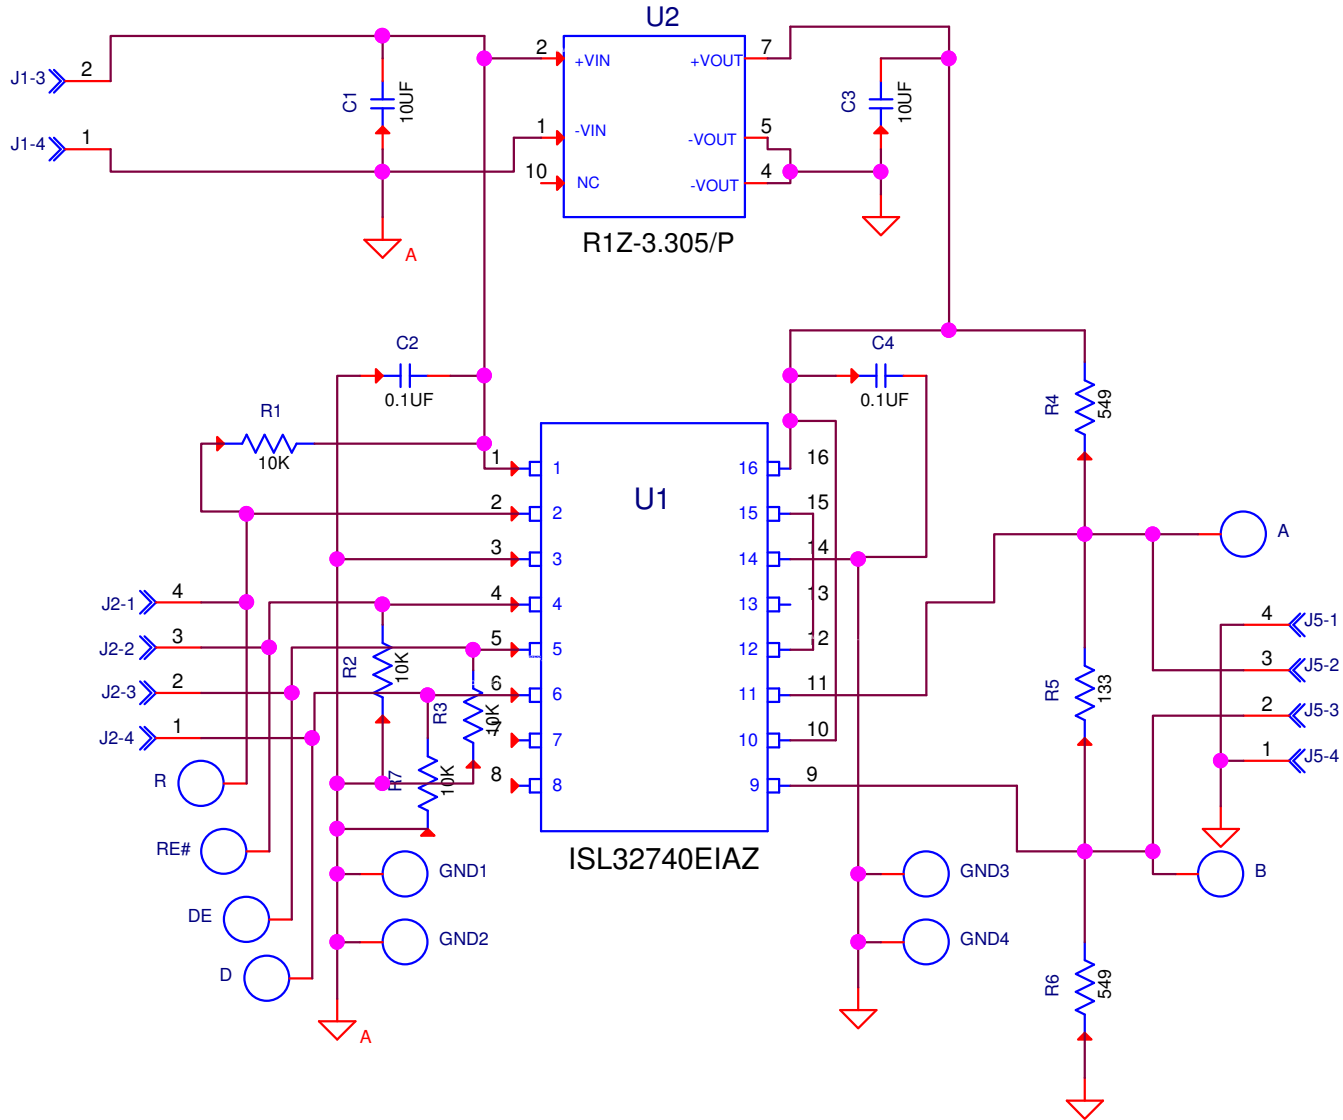 U2
J1-3
2
J1-4
1
C1
10UF
2
+VIN
1
-VIN
10
NC
+VOUT
7
-VOUT
5
-VOUT
4
C3
10UF
R1Z-3.305/P
A
C2
0.1UF
R1
10K
C4
0.1UF
R4
549
U1
1
1
2
2
3
3
4
4
5
5
6
6
7
7
8
8
16
16
15
15
14
14
13
13
12
12
11
11
10
10
9
9
J2-1
4
J2-2
3
J2-3
2
J2-4
1
R2
10K
R3
10K
R7
10K
R
RE#
DE
D
ISL32740EIAZ
GND1
GND2
GND3
GND4
A
A
R5
133
4
J5-1
3
J5-2
2
J5-3
1
J5-4
B
R6
549